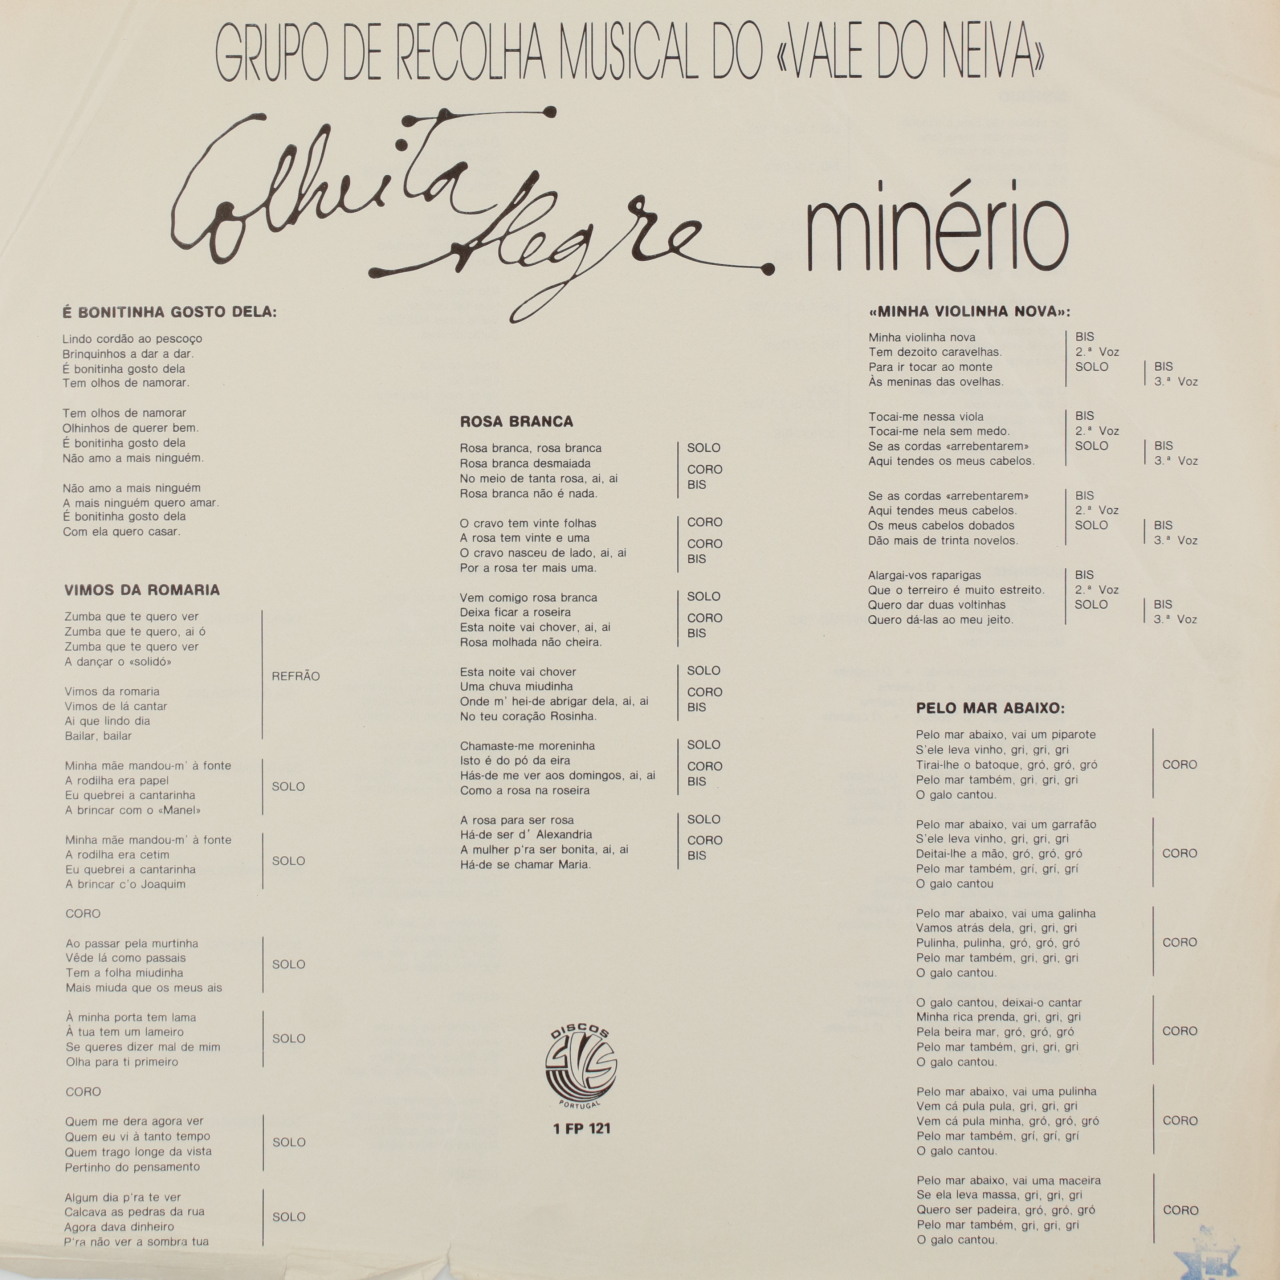 GRUPO DE RECOLHA MUSICAL DO «VALE DO NEIVA»
Colheita
Alegre
minério
É BONITINHA GOSTO DELA:
Lindo cordão ao pescoço
Brinquinhos a dar a dar.
É bonitinha gosto dela
Tem olhos de namorar.
Tem olhos de namorar
Olhinhos de querer bem.
É bonitinha gosto dela
Não amo a mais ninguém.
Não amo a mais ninguém
A mais ninguém quero amar.
É bonitinha gosto dela
Com ela quero casar.
VIMOS DA ROMARIA
Zumba que te quero ver
Zumba que te quero, ai ó
Zumba que te quero ver
A dançar o «solidó»
Vimos da romaria
Vimos de lá cantar
Ai que lindo dia
Bailar, bailar
REFRÃO
Minha mãe mandou-m' à fonte
A rodilha era papel
Eu quebrei a cantarinha
A brincar com o «Manel»
SOLO
Minha mãe mandou-m' à fonte
A rodilha era cetim
Eu quebrei a cantarinha
A brincar c'o Joaquim
SOLO
CORO
Ao passar pela murtinha
Vêde lá como passais
Tem a folha miudinha
Mais miuda que os meus ais
SOLO
À minha porta tem lama
À tua tem um lameiro
Se queres dizer mal de mim
Olha para ti primeiro
SOLO
CORO
Quem me dera agora ver
Quem eu vi à tanto tempo
Quem trago longe da vista
Pertinho do pensamento
SOLO
Algum dia p'ra te ver
Calcava as pedras da rua
Agora dava dinheiro
P'ra não ver a sombra tua
SOLO
ROSA BRANCA
Rosa branca, rosa branca SOLO
Rosa branca desmaiada CORO
No meio de tanta rosa, ai, ai BIS
Rosa branca não é nada.
O cravo tem vinte folhas CORO
A rosa tem vinte e uma CORO
O cravo nasceu de lado, ai, ai BIS
Por a rosa ter mais uma.
Vem comigo rosa branca SOLO
Deixa ficar a roseira CORO
Esta noite vai chover, ai, ai BIS
Rosa molhada não cheira.
Esta noite vai chover SOLO
Uma chuva miudinha CORO
Onde m' hei-de abrigar dela, ai, ai BIS
No teu coração Rosinha.
Chamaste-me moreninha SOLO
Isto é do pó da eira CORO
Hás-de me ver aos domingos, ai, ai BIS
Como a rosa na roseira
A rosa para ser rosa SOLO
Há-de ser d' Alexandria CORO
A mulher p'ra ser bonita, ai, ai BIS
Há-de se chamar Maria.
DISCOS
CVS
PORTUGAL
1 FP 121
«MINHA VIOLINHA NOVA»:
Minha violinha nova BIS
Tem dezoito caravelhas. 2.ª Voz
Para ir tocar ao monte SOLO BIS
Às meninas das ovelhas. 3.ª Voz
Tocai-me nessa viola BIS
Tocai-me nela sem medo. 2.ª Voz
Se as cordas «arrebentarem» SOLO BIS
Aqui tendes os meus cabelos. 3.ª Voz
Se as cordas «arrebentarem» BIS
Aqui tendes meus cabelos. 2.ª Voz
Os meus cabelos dobados SOLO BIS
Dão mais de trinta novelos. 3.ª Voz
Alargai-vos raparigas BIS
Que o terreiro é muito estreito. 2.ª Voz
Quero dar duas voltinhas SOLO BIS
Quero dá-las ao meu jeito. 3.ª Voz
PELO MAR ABAIXO:
Pelo mar abaixo, vai um piparote
S'ele leva vinho, gri, gri, gri
Tirai-lhe o batoque, gró, gró, gró
Pelo mar também, gri. gri, gri
O galo cantou.
CORO
Pelo mar abaixo, vai um garrafão
S'ele leva vinho, gri, gri, gri
Deitai-lhe a mão, gró, gró, gró
Pelo mar também, gri, gri, gri
O galo cantou
CORO
Pelo mar abaixo, vai uma galinha
Vamos atrás dela, gri, gri, gri
Pulinha, pulinha, gró, gró, gró
Pelo mar também, gri, gri, gri
O galo cantou.
CORO
O galo cantou, deixai-o cantar
Minha rica prenda, gri, gri, gri
Pela beira mar, gró, gró, gró
Pelo mar também, gri, gri, gri
O galo cantou.
CORO
Pelo mar abaixo, vai uma pulinha
Vem cá pula pula, gri, gri, gri
Vem cá pula minha, gró, gró, gró
Pelo mar também, gri, gri, gri
O galo cantou.
CORO
Pelo mar abaixo, vai uma maceira
Se ela leva massa, gri, gri, gri
Quero ser padeira, gró, gró, gró
Pelo mar também, gri, gri, gri
O galo cantou.
CORO